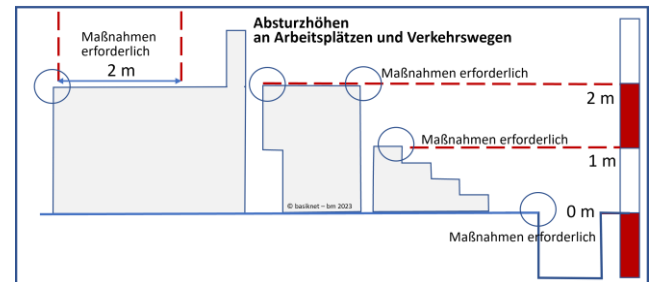 Absturzhöhen
an Arbeitsplätzen und Verkehrswegen
Maßnahmen
erforderlich
2 m
Maßnahmen erforderlich
2 m
Maßnahmen erforderlich
1 m
0 m
Maßnahmen erforderlich
© basiknet – bm 2023